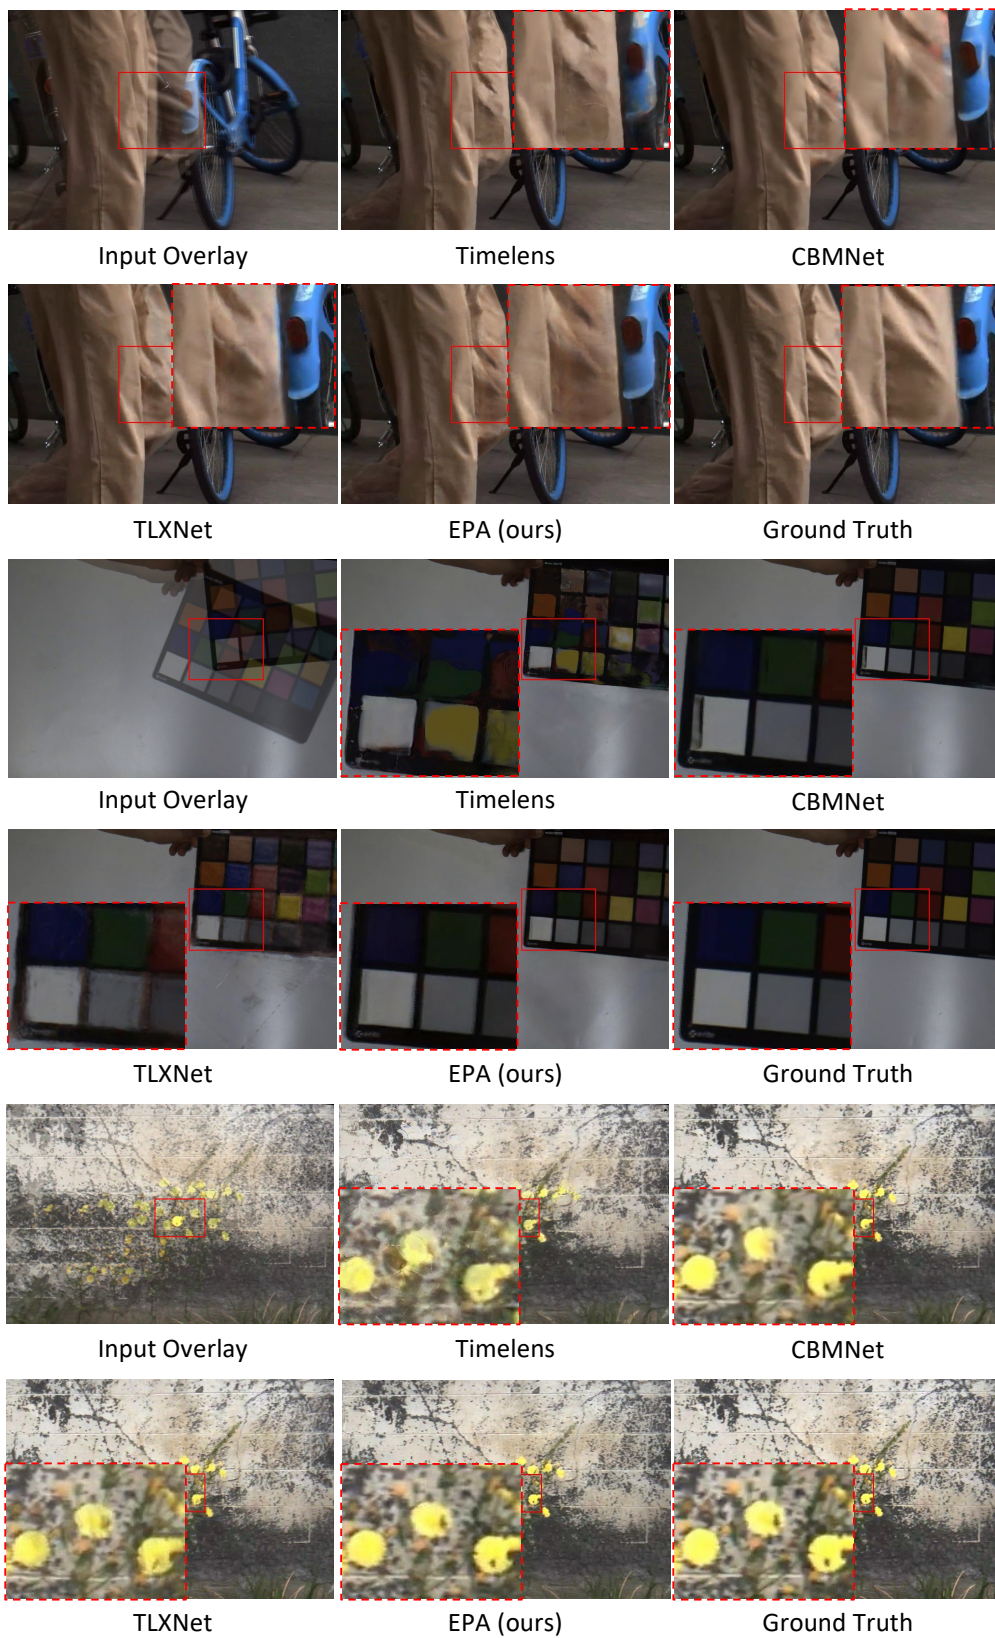 Input Overlay Timelens CBMNet
TLXNet EPA (ours) Ground Truth
Input Overlay Timelens CBMNet
TLXNet EPA (ours) Ground Truth
Input Overlay Timelens CBMNet
TLXNet EPA (ours) Ground Truth